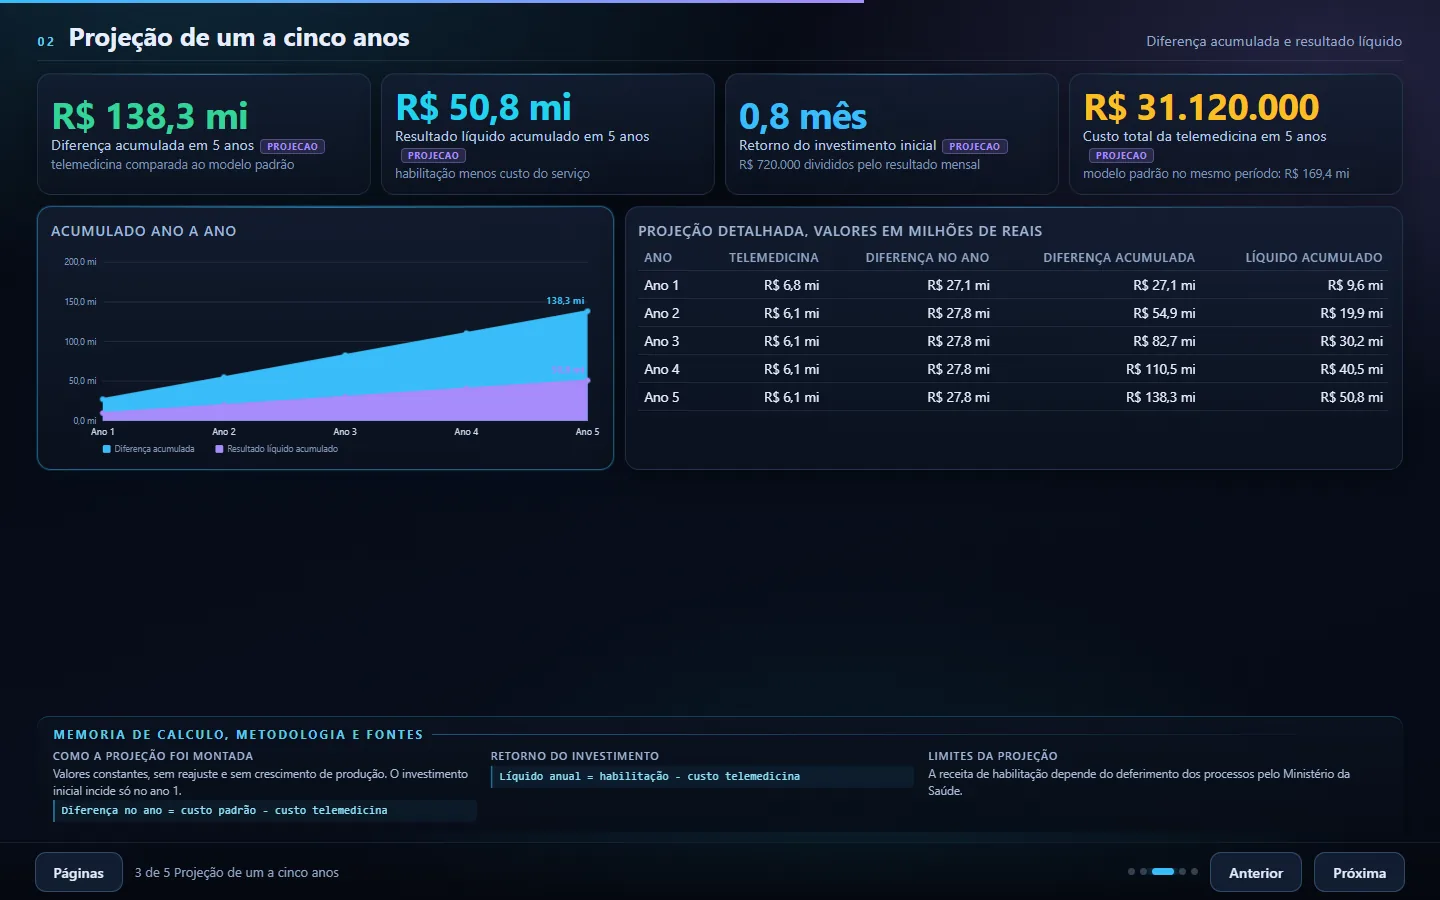 02 Projeção de um a cinco anos
Diferença acumulada e resultado líquido
R$ 138,3 mi
Diferença acumulada em 5 anos PROJECAO
telemedicina comparada ao modelo padrão
R$ 50,8 mi
Resultado líquido acumulado em 5 anos
PROJECAO
habilitação menos custo do serviço
0,8 mês
Retorno do investimento inicial PROJECAO
R$ 720.000 divididos pelo resultado mensal
R$ 31.120.000
Custo total da telemedicina em 5 anos
PROJECAO
modelo padrão no mesmo período: R$ 169,4 mi
ACUMULADO ANO A ANO
200,0 mi
150,0 mi
100,0 mi
50,0 mi
0,0 mi
138,3 mi
Ano 1 Ano 2 Ano 3 Ano 4 Ano 5
Diferença acumulada Resultado líquido acumulado
PROJEÇÃO DETALHADA, VALORES EM MILHÕES DE REAIS
ANO TELEMEDICINA DIFERENÇA NO ANO DIFERENÇA ACUMULADA LÍQUIDO ACUMULADO
Ano 1 R$ 6,8 mi R$ 27,1 mi R$ 27,1 mi R$ 9,6 mi
Ano 2 R$ 6,1 mi R$ 27,8 mi R$ 54,9 mi R$ 19,9 mi
Ano 3 R$ 6,1 mi R$ 27,8 mi R$ 82,7 mi R$ 30,2 mi
Ano 4 R$ 6,1 mi R$ 27,8 mi R$ 110,5 mi R$ 40,5 mi
Ano 5 R$ 6,1 mi R$ 27,8 mi R$ 138,3 mi R$ 50,8 mi
MEMORIA DE CALCULO, METODOLOGIA E FONTES
COMO A PROJEÇÃO FOI MONTADA
Valores constantes, sem reajuste e sem crescimento de produção. O investimento
inicial incide só no ano 1.
Diferença no ano = custo padrão - custo telemedicina
RETORNO DO INVESTIMENTO
Líquido anual = habilitação - custo telemedicina
LIMITES DA PROJEÇÃO
A receita de habilitação depende do deferimento dos processos pelo Ministério da
Saúde.
Páginas
3 de 5 Projeção de um a cinco anos
Anterior
Próxima